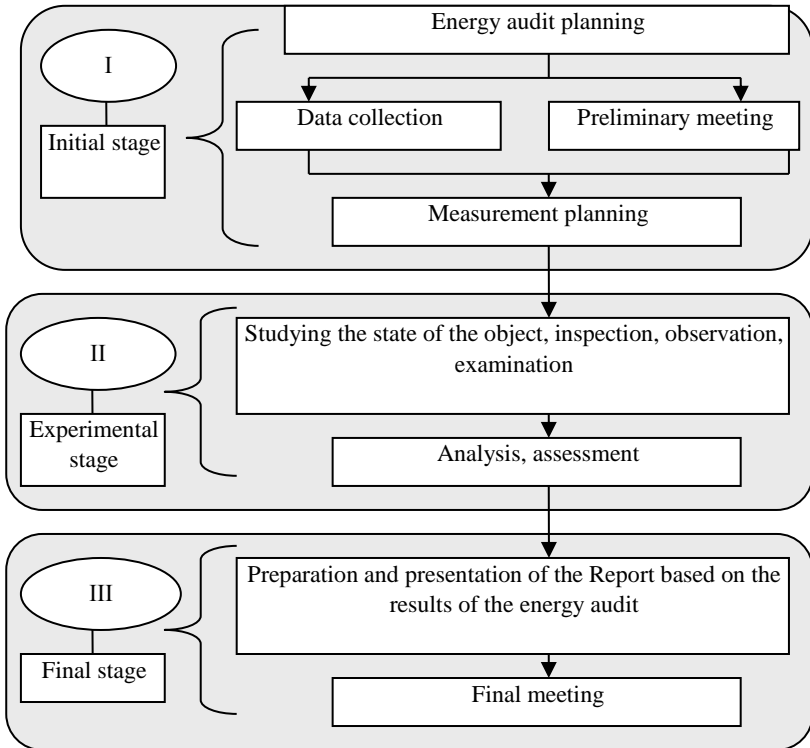 Energy audit planning
I
Initial stage
Data collection
Preliminary meeting
Measurement planning
II
Experimental
stage
Studying the state of the object, inspection, observation,
examination
Analysis, assessment
III
Final stage
Preparation and presentation of the Report based on the
results of the energy audit
Final meeting